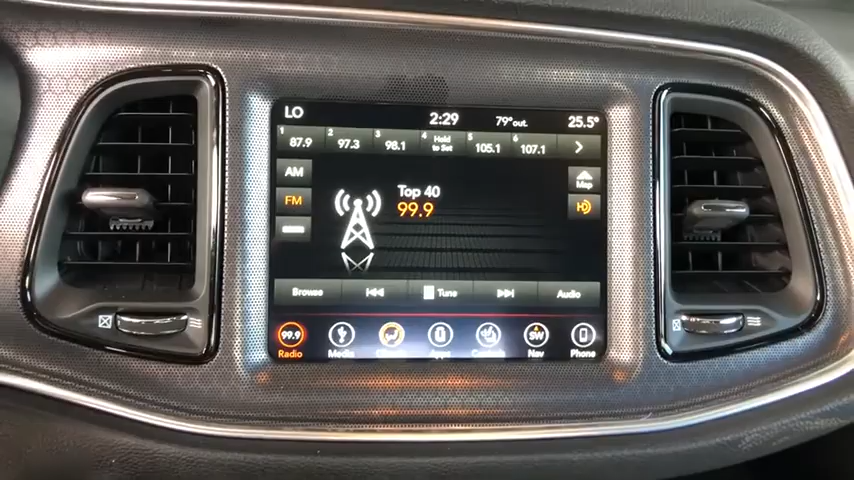 LO 2:29 79°out. 25.5°
1 87.9 2 97.3 3 98.1 4 Hold to Set 5 105.1 6 107.1
AM
FM
Top 40
99.9
Map
Browse Tune Audio
99.9 SW
Radio Media Climate Apps Controls Nav Phone